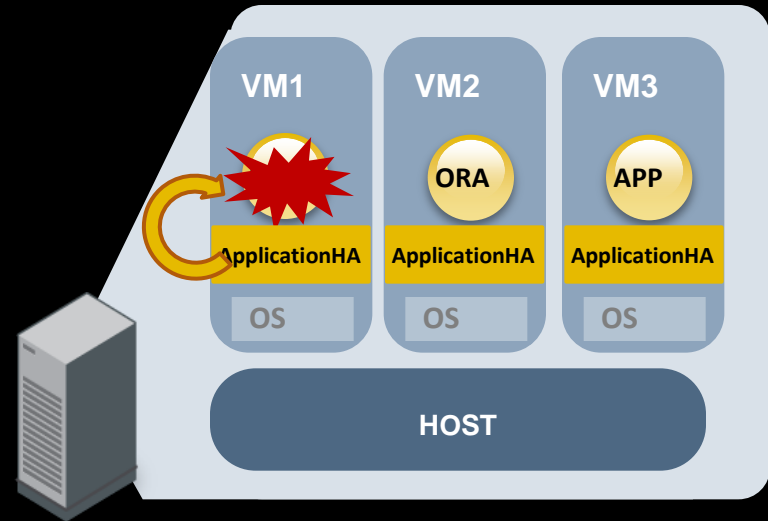 VM1 VM2 VM3
ORA APP
ApplicationHA ApplicationHA ApplicationHA
OS OS OS
HOST